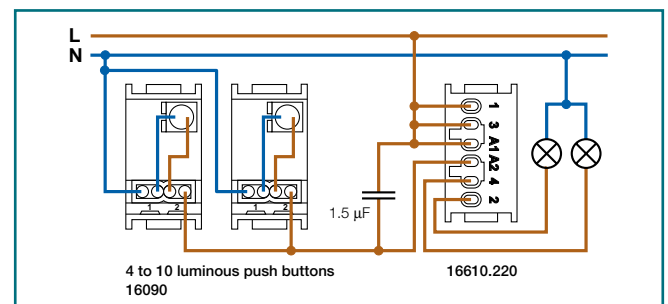 L
N
1
3
A1
A2
4
2
1 2
1 2
1.5 µF
4 to 10 luminous push buttons
16090
16610.220